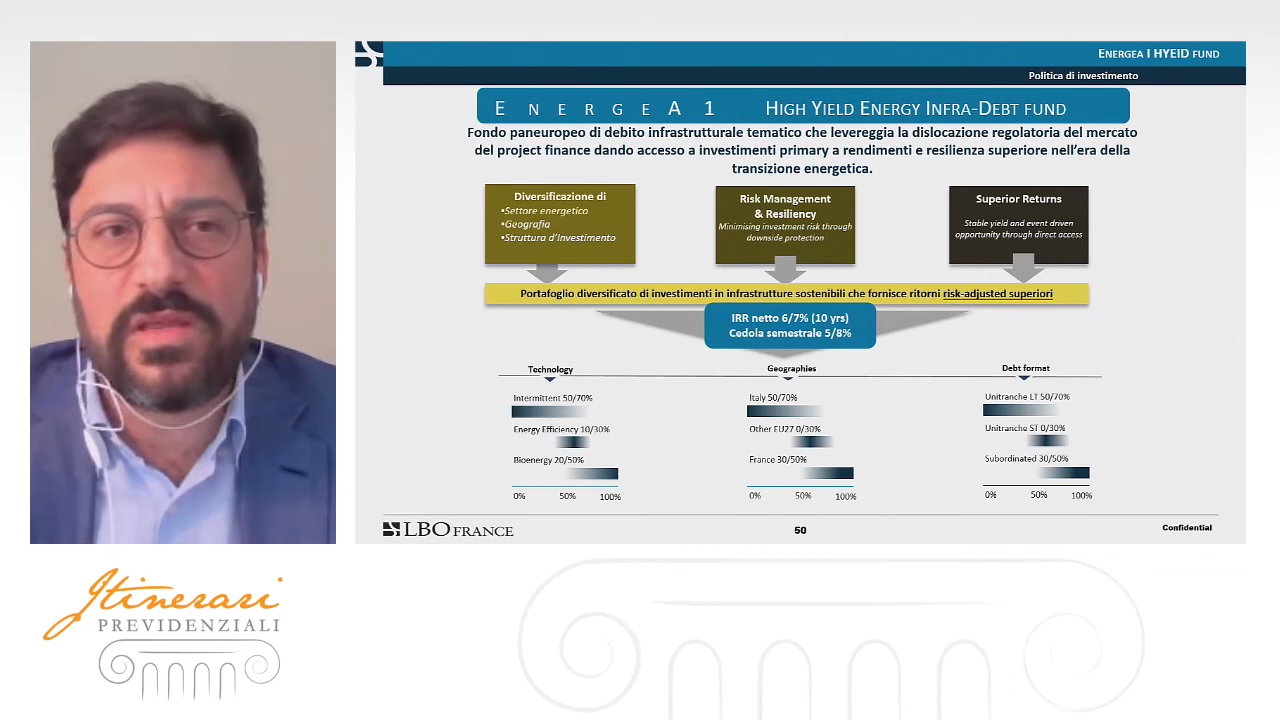 ENERGEA I HYEID FUND
Politica di investimento
E N E R G E A 1 HIGH YIELD ENERGY INFRA-DEBT FUND
Fondo paneuropeo di debito infrastrutturale tematico che levereggia la dislocazione regolatoria del mercato
del project finance dando accesso a investimenti primary a rendimenti e resilienza superiore nell'era della
transizione energetica.
Diversificazione di
•Settore energetico
•Geografia
•Struttura d'Investimento
Risk Management
& Resiliency
Minimising investment risk through
downside protection
Superior Returns
Stable yield and event driven
opportunity through direct access
Portafoglio diversificato di investimenti in infrastrutture sostenibili che fornisce ritorni risk-adjusted superiori
IRR netto 6/7% (10 yrs)
Cedola semestrale 5/8%
Technology
Intermittent 50/70%
Energy Efficiency 10/30%
Bioenergy 20/50%
0% 50% 100%
Geographies
Italy 50/70%
Other EU27 0/30%
France 30/50%
0% 50% 100%
Debt format
Unitranche LT 50/70%
Unitranche ST 0/30%
Subordinated 30/50%
0% 50% 100%
LBO FRANCE
50
Confidential
Itinerari
PREVIDENZIALI